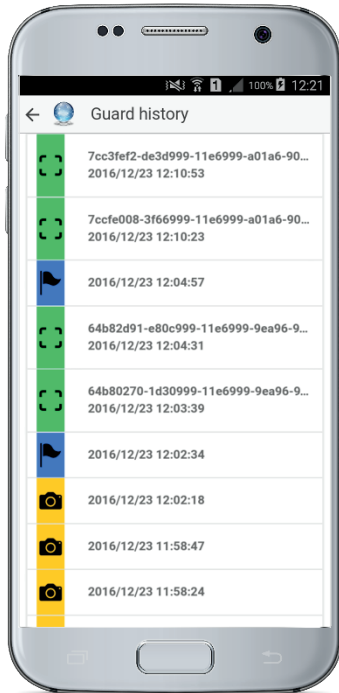 1 100% 12:21
Guard history
7cc3fef2-de3d999-11e6999-a01a6-90...
2016/12/23 12:10:53
7ccfe008-3f66999-11e6999-a01a6-90...
2016/12/23 12:10:23
2016/12/23 12:04:57
64b82d91-e80c999-11e6999-9ea96-9...
2016/12/23 12:04:31
64b80270-1d30999-11e6999-9ea96-9...
2016/12/23 12:03:39
2016/12/23 12:02:34
2016/12/23 12:02:18
2016/12/23 11:58:47
2016/12/23 11:58:24